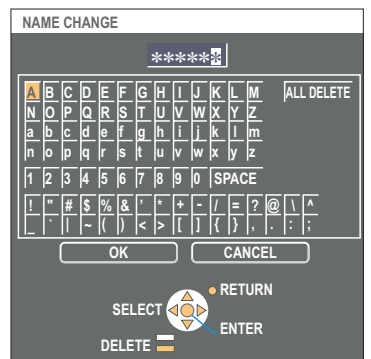 NAME CHANGE
******
A B C D E F G H I J K L M ALL DELETE
N O P Q R S T U V W X Y Z
a b c d e f g h i j k l m
n o p q r s t u v w x y z
1 2 3 4 5 6 7 8 9 0 SPACE
! " # $ % & ' * + - / = ? @ \ ^
_ ` | ~ ( ) < > [ ] { } , . : ;
OK CANCEL
RETURN
SELECT
ENTER
DELETE